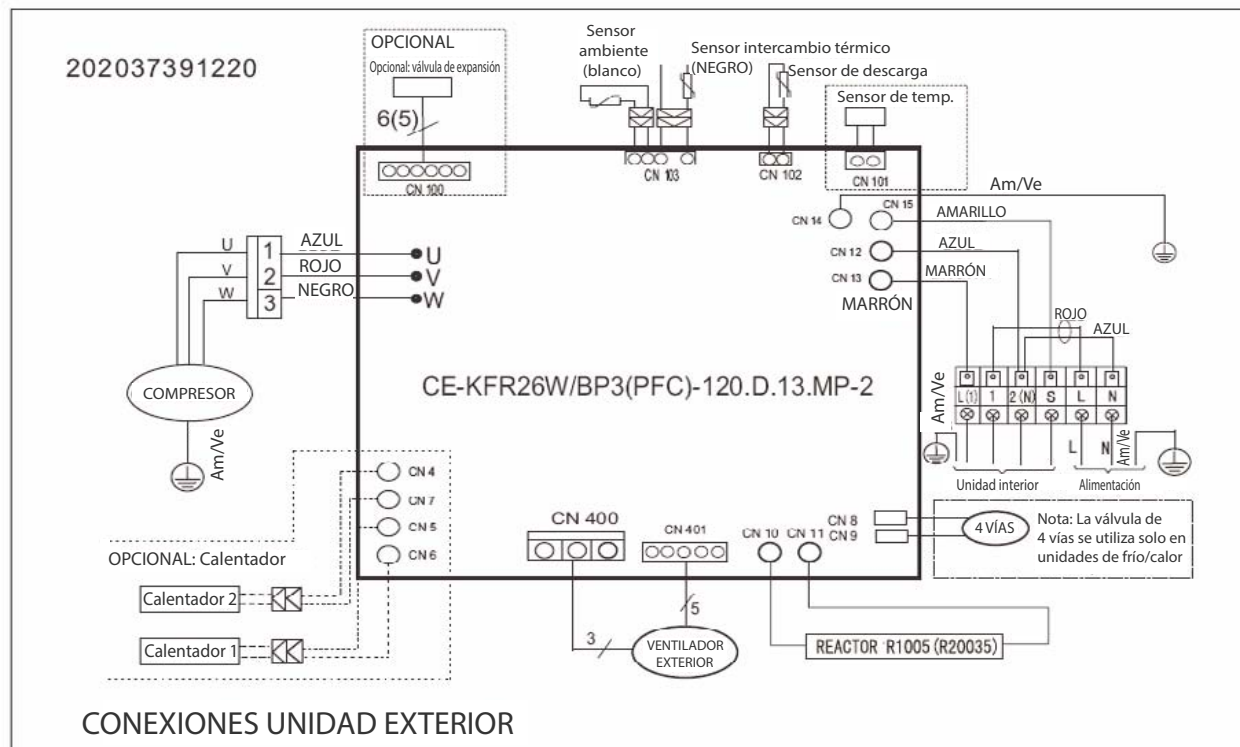 202037391220
OPCIONAL
Opcional: válvula de expansión
6(5)
CN 100
Sensor
ambiente
(blanco)
Sensor intercambio térmico
(NEGRO)
Sensor de descarga
Sensor de temp.
CN 103
CN 102
CN 101
Am/Ve
CN 14
CN 15
AMARILLO
CN 12
AZUL
CN 13
MARRÓN
MARRÓN
U
1
AZUL
U
V
2
ROJO
V
W
3
NEGRO
W
COMPRESOR
Am/Ve
CE-KFR26W/BP3(PFC)-120.D.13.MP-2
ROJO
AZUL
L(1)
1
2(N)
S
L
N
Am/Ve
L
N
Am/Ve
Unidad interior
Alimentación
CN 4
CN 7
CN 5
CN 6
OPCIONAL: Calentador
Calentador 2
Calentador 1
CN 400
CN 401
3
5
VENTILADOR
EXTERIOR
CN 10
CN 11
CN 8
CN 9
4 VÍAS
Nota: La válvula de
4 vías se utiliza solo en
unidades de frío/calor
REACTOR R1005(R20035)
CONEXIONES UNIDAD EXTERIOR